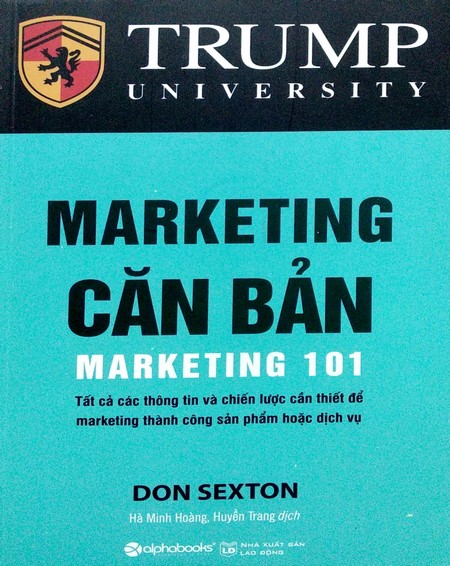 TRUMP
UNIVERSITY
MARKETING
CĂN BẢN
MARKETING 101
Tất cả các thông tin và chiến lược cần thiết để
marketing thành công sản phẩm hoặc dịch vụ
DON SEXTON
Hà Minh Hoàng, Huyền Trang dịch
alphabooks
LĐ
NHÀ XUẤT BẢN
LAO ĐỘNG